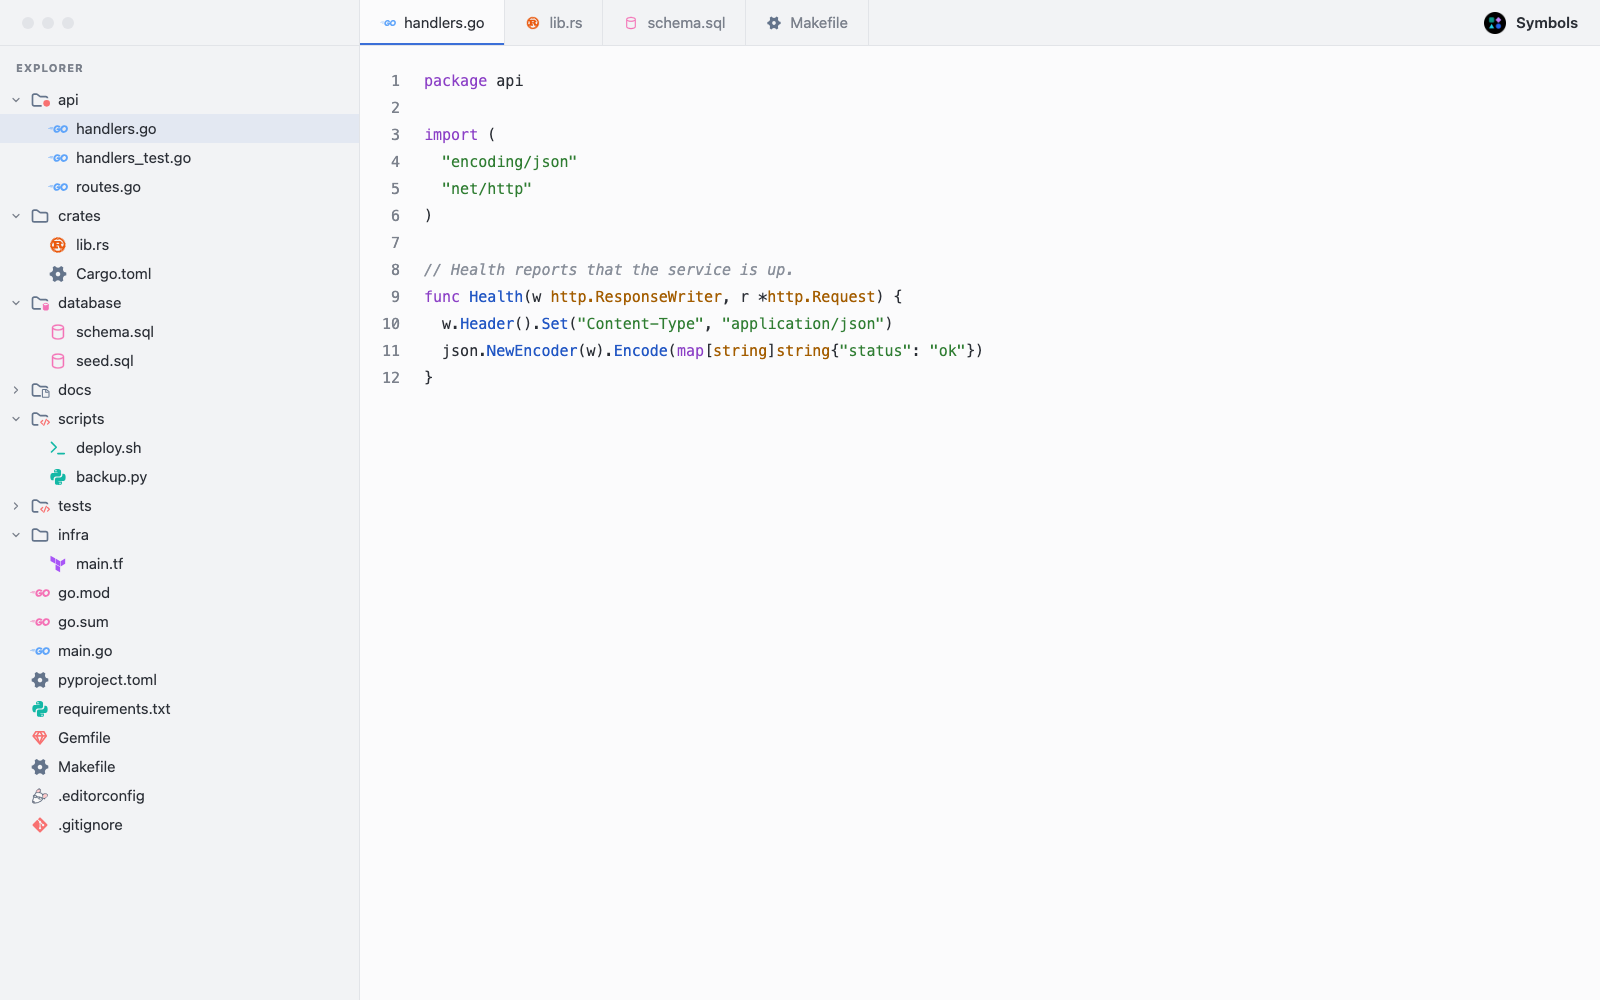 handlers.go
lib.rs
schema.sql
Makefile
Symbols
EXPLORER
api
handlers.go
handlers_test.go
routes.go
crates
lib.rs
Cargo.toml
database
schema.sql
seed.sql
docs
scripts
deploy.sh
backup.py
tests
infra
main.tf
go.mod
go.sum
main.go
pyproject.toml
requirements.txt
Gemfile
Makefile
.editorconfig
.gitignore
1 package api
2
3 import (
4   "encoding/json"
5   "net/http"
6 )
7
8 // Health reports that the service is up.
9 func Health(w http.ResponseWriter, r *http.Request) {
10   w.Header().Set("Content-Type", "application/json")
11   json.NewEncoder(w).Encode(map[string]string{"status": "ok"})
12 }